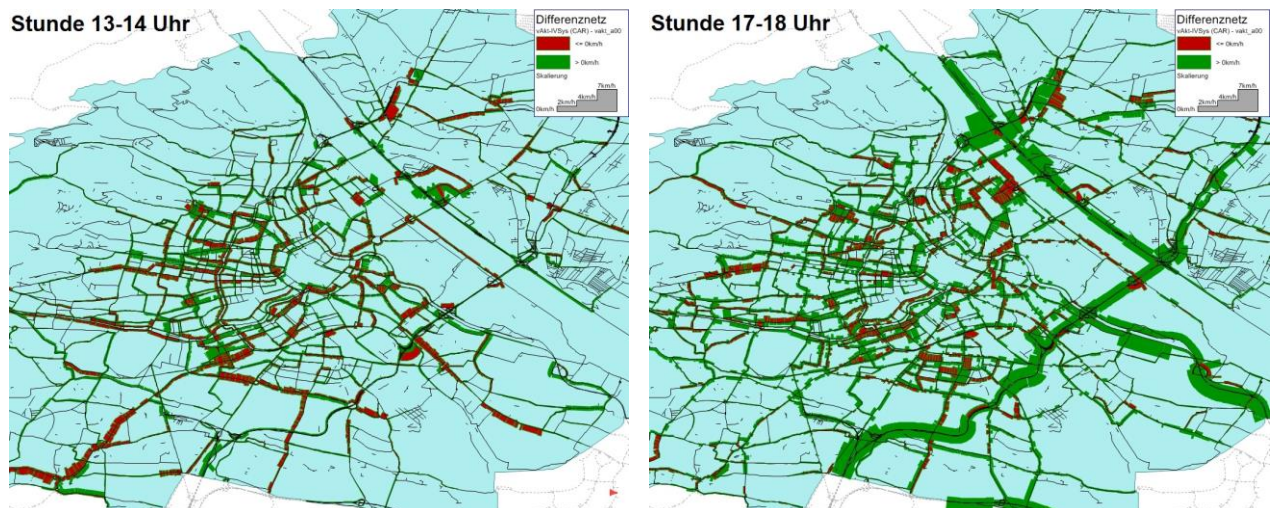 Stunde 13-14 Uhr
Differenznetz
vAkt-IVSys (CAR) - vakt_a00
<= 0km/h
> 0km/h
Skalierung
0km/h 2km/h 4km/h 7km/h
Stunde 17-18 Uhr
Differenznetz
vAkt-IVSys (CAR) - vakt_a00
<= 0km/h
> 0km/h
Skalierung
0km/h 2km/h 4km/h 7km/h